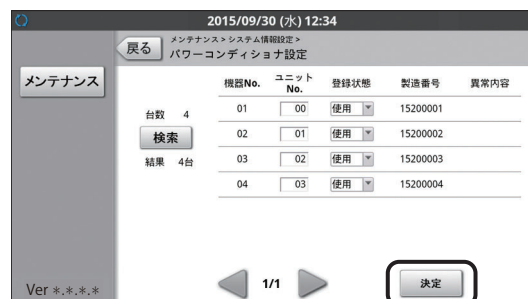 2015/09/30 (水) 12:34
戻る
メンテナンス > システム情報設定 >
パワーコンディショナ設定
メンテナンス
機器No. ユニットNo. 登録状態 製造番号 異常内容
台数 4
検索
結果 4台
01 00 使用 15200001
02 01 使用 15200002
03 02 使用 15200003
04 03 使用 15200004
1/1
決定
Ver *.*.*.*